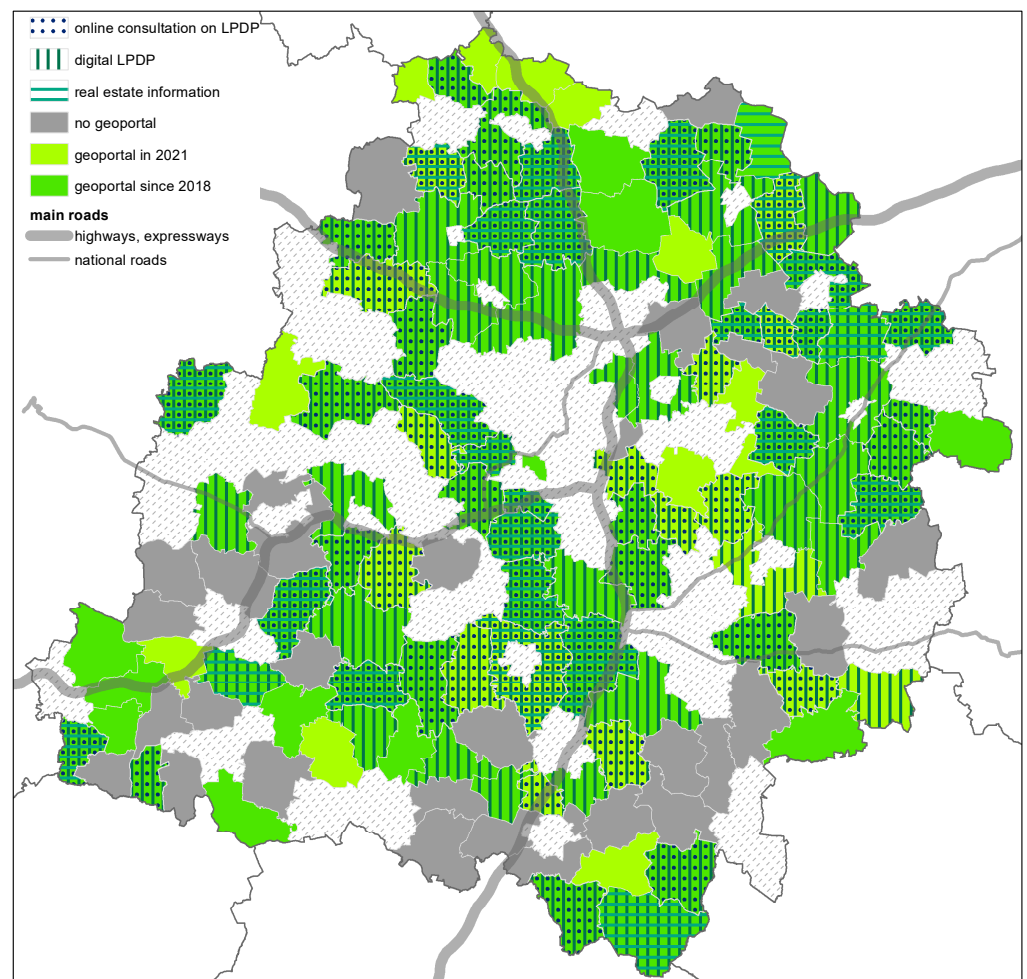 online consultation on LPDP
digital LPDP
real estate information
no geoportal
geoportal in 2021
geoportal since 2018
main roads
highways, expressways
national roads